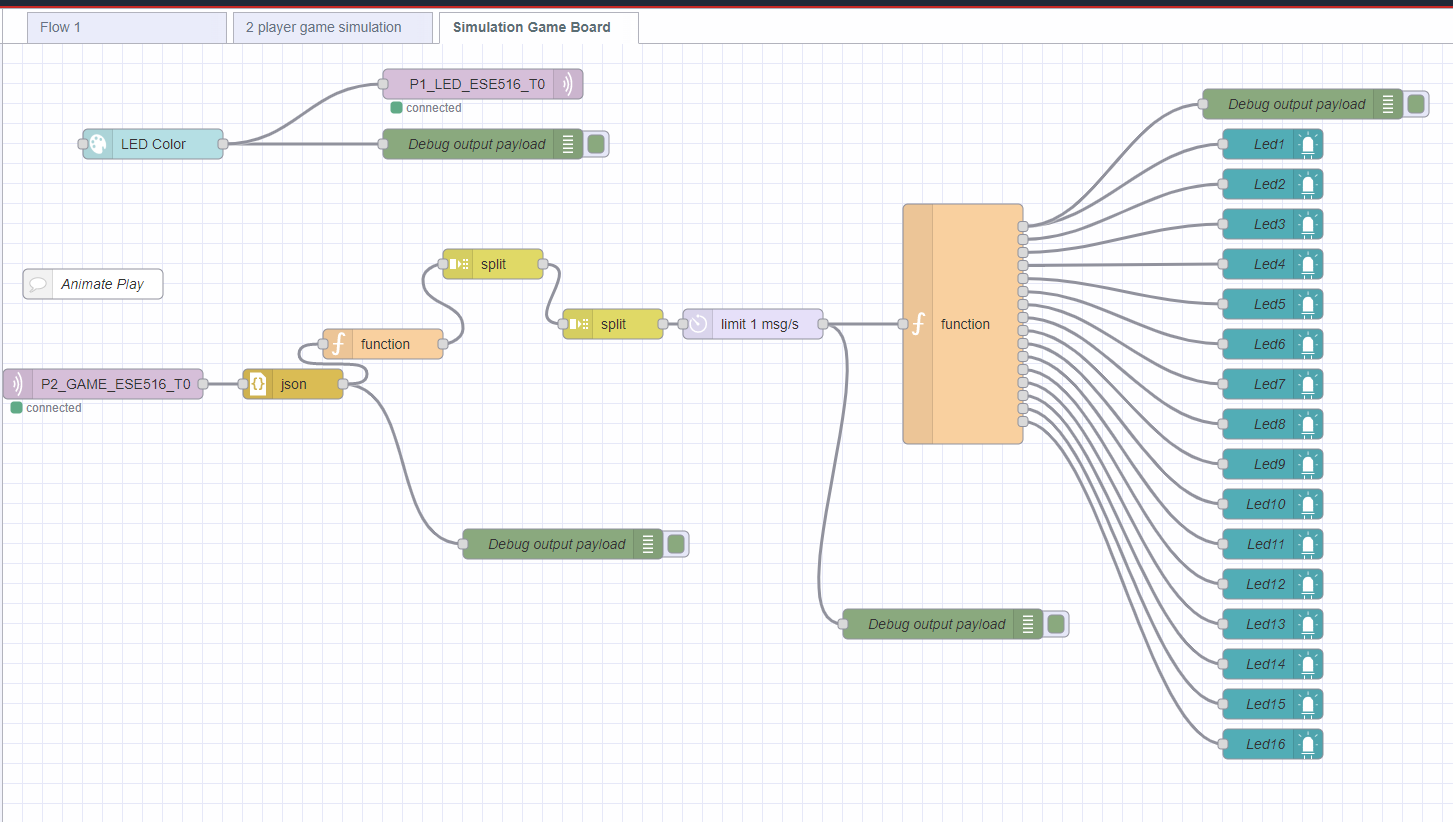 Flow 1
2 player game simulation
Simulation Game Board
P1_LED_ESE516_T0
connected
LED Color
Debug output payload
Debug output payload
Led1
Led2
Led3
split
Led4
Animate Play
Led5
split
limit 1 msg/s
function
function
Led6
P2_GAME_ESE516_T0
json
connected
Led7
Led8
Led9
Led10
Debug output payload
Led11
Led12
Debug output payload
Led13
Led14
Led15
Led16